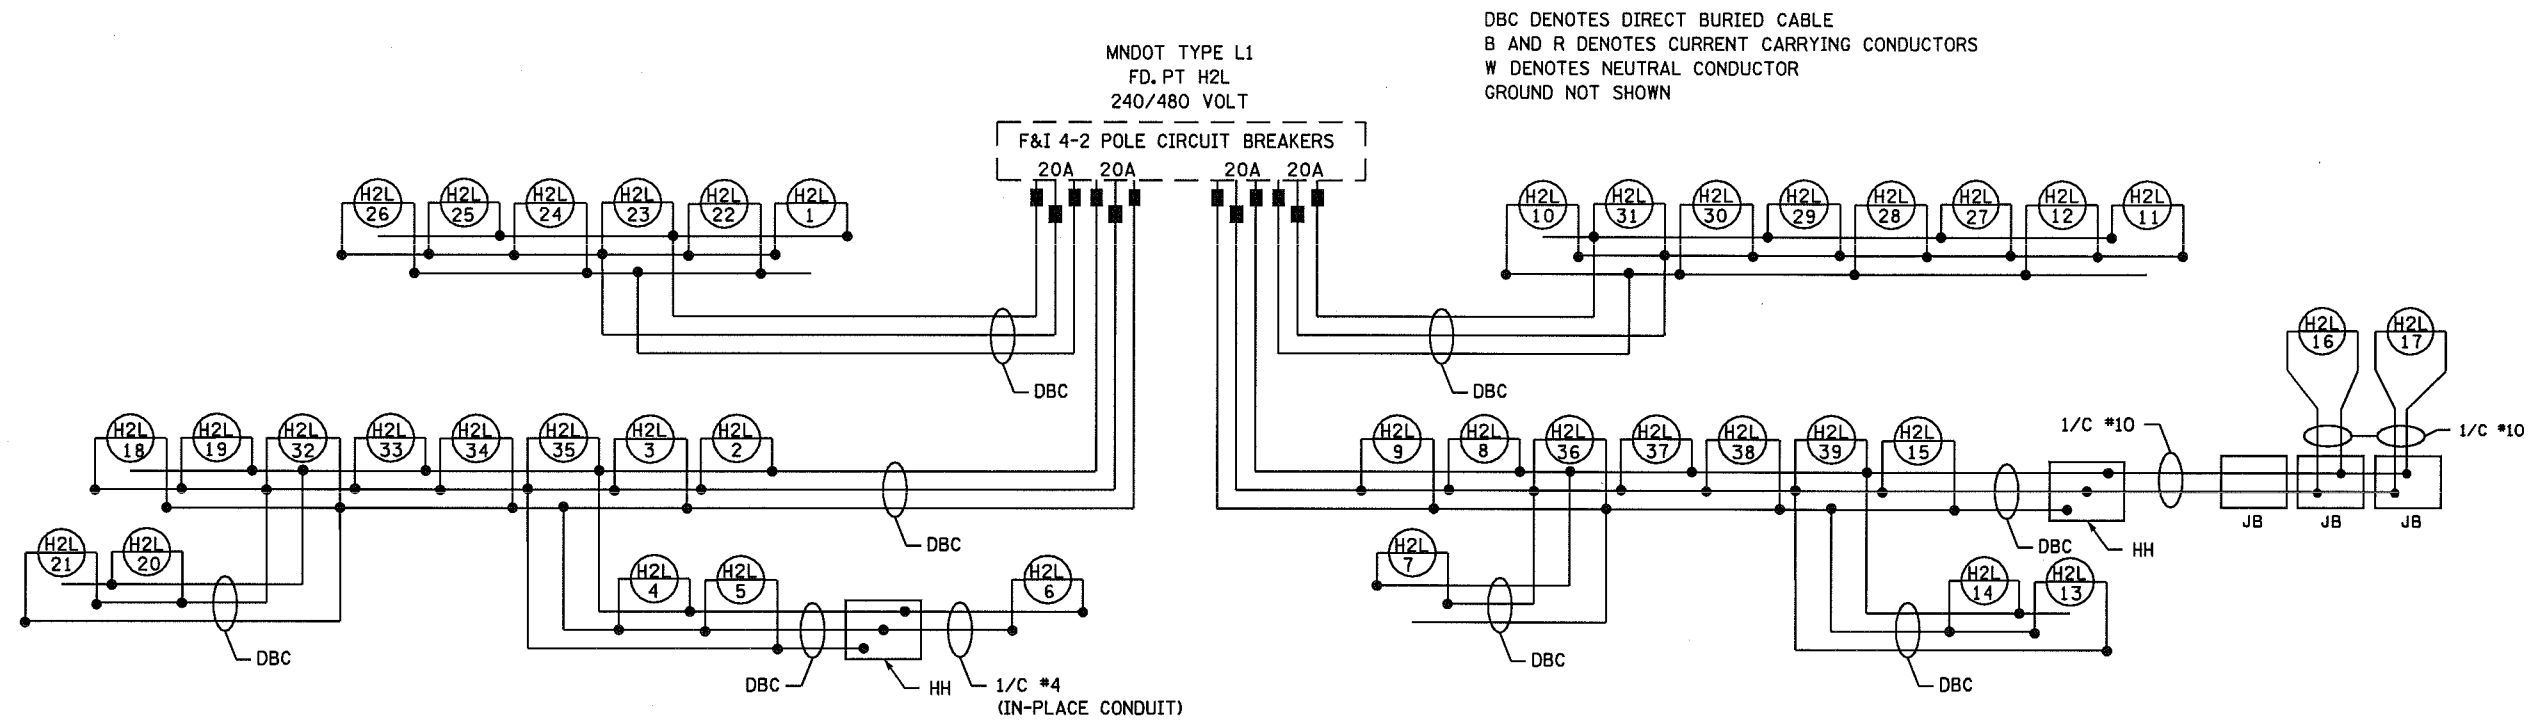 DBC DENOTES DIRECT BURIED CABLE
B AND R DENOTES CURRENT CARRYING CONDUCTORS
W DENOTES NEUTRAL CONDUCTOR
GROUND NOT SHOWN
MNDOT TYPE L1
FD. PT H2L
240/480 VOLT
F&I 4-2 POLE CIRCUIT BREAKERS
20A 20A 20A 20A
H2L H2L H2L H2L H2L H2L
26 25 24 23 22 1
H2L H2L H2L H2L H2L H2L H2L H2L
10 31 30 29 28 27 12 11
DBC
DBC
H2L H2L
16 17
1/C #10
1/C #10
H2L H2L H2L H2L H2L H2L H2L H2L
18 19 32 33 34 35 3 2
H2L H2L H2L H2L H2L H2L H2L
9 8 36 37 38 39 15
JB JB JB
DBC
DBC
HH
H2L H2L
21 20
H2L
7
H2L H2L H2L
4 5 6
H2L H2L
14 13
DBC
DBC
DBC
DBC
HH
1/C #4
(IN-PLACE CONDUIT)